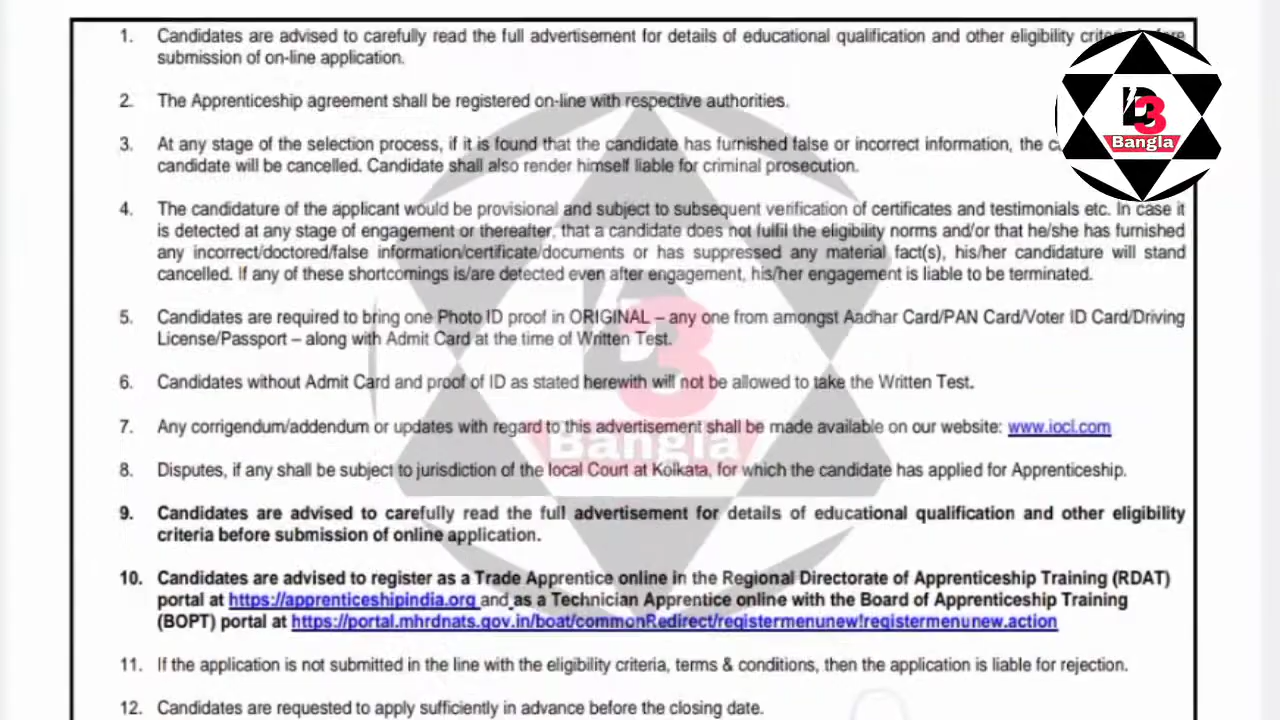 1. Candidates are advised to carefully read the full advertisement for details of educational qualification and other eligibility
submission of on-line application.
2. The Apprenticeship agreement shall be registered on-line with respective authorities.
3. At any stage of the selection process, if it is found that the candidate has furnished false or incorrect information, the
candidate will be cancelled. Candidate shall also render himself liable for criminal prosecution.
4. The candidature of the applicant would be provisional and subject to subsequent verification of certificates and testimonials etc. In case it
is detected at any stage of engagement or thereafter, that a candidate does not fulfil the eligibility norms and/or that he/she has furnished
any incorrect/doctored/false information/certificate/documents or has suppressed any material fact(s), his/her candidature will stand
cancelled. If any of these shortcomings is/are detected even after engagement, his/her engagement is liable to be terminated.
5. Candidates are required to bring one Photo ID proof in ORIGINAL – any one from amongst Aadhar Card/PAN Card/Voter ID Card/Driving
License/Passport – along with Admit Card at the time of Written Test.
6. Candidates without Admit Card and proof of ID as stated herewith will not be allowed to take the Written Test.
7. Any corrigendum/addendum or updates with regard to this advertisement shall be made available on our website: www.iocl.com
8. Disputes, if any shall be subject to jurisdiction of the local Court at Kolkata, for which the candidate has applied for Apprenticeship.
9. Candidates are advised to carefully read the full advertisement for details of educational qualification and other eligibility
criteria before submission of online application.
10. Candidates are advised to register as a Trade Apprentice online in the Regional Directorate of Apprenticeship Training (RDAT)
portal at https://apprenticeshipindia.org and as a Technician Apprentice online with the Board of Apprenticeship Training
(BOPT) portal at https://portal.mhrdnats.gov.in/boat/commonRedirect/registermenunew!registermenunew.action
11. If the application is not submitted in the line with the eligibility criteria, terms & conditions, then the application is liable for rejection.
12. Candidates are requested to apply sufficiently in advance before the closing date.
D3
Bangla
D3
Bangla